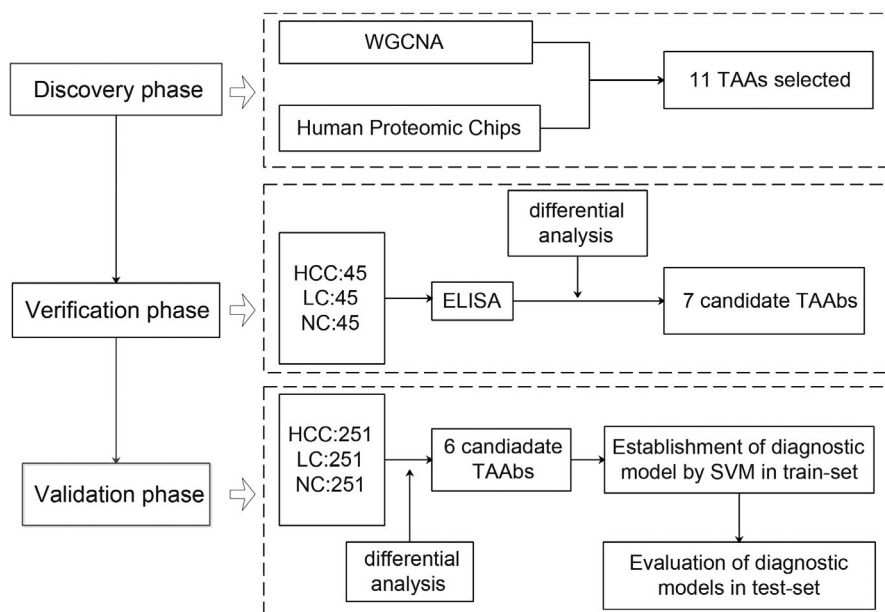 Discovery phase
WGCNA
Human Proteomic Chips
11 TAAs selected
Verification phase
HCC:45
LC:45
NC:45
ELISA
differential
analysis
7 candidate TAAbs
Validation phase
HCC:251
LC:251
NC:251
differential
analysis
6 candiadate
TAAbs
Establishment of diagnostic
model by SVM in train-set
Evaluation of diagnostic
models in test-set